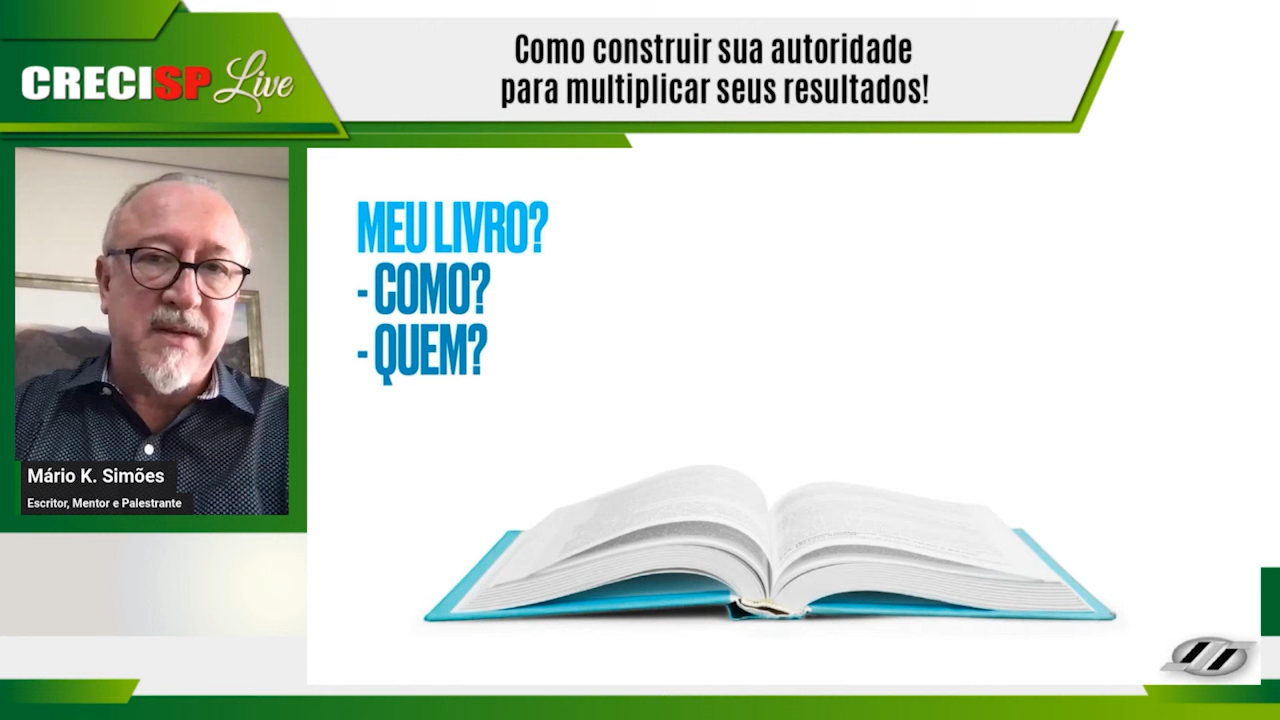 CRECISP Live
Como construir sua autoridade
para multiplicar seus resultados!
MEU LIVRO?
- COMO?
- QUEM?
Mário K. Simões
Escritor, Mentor e Palestrante